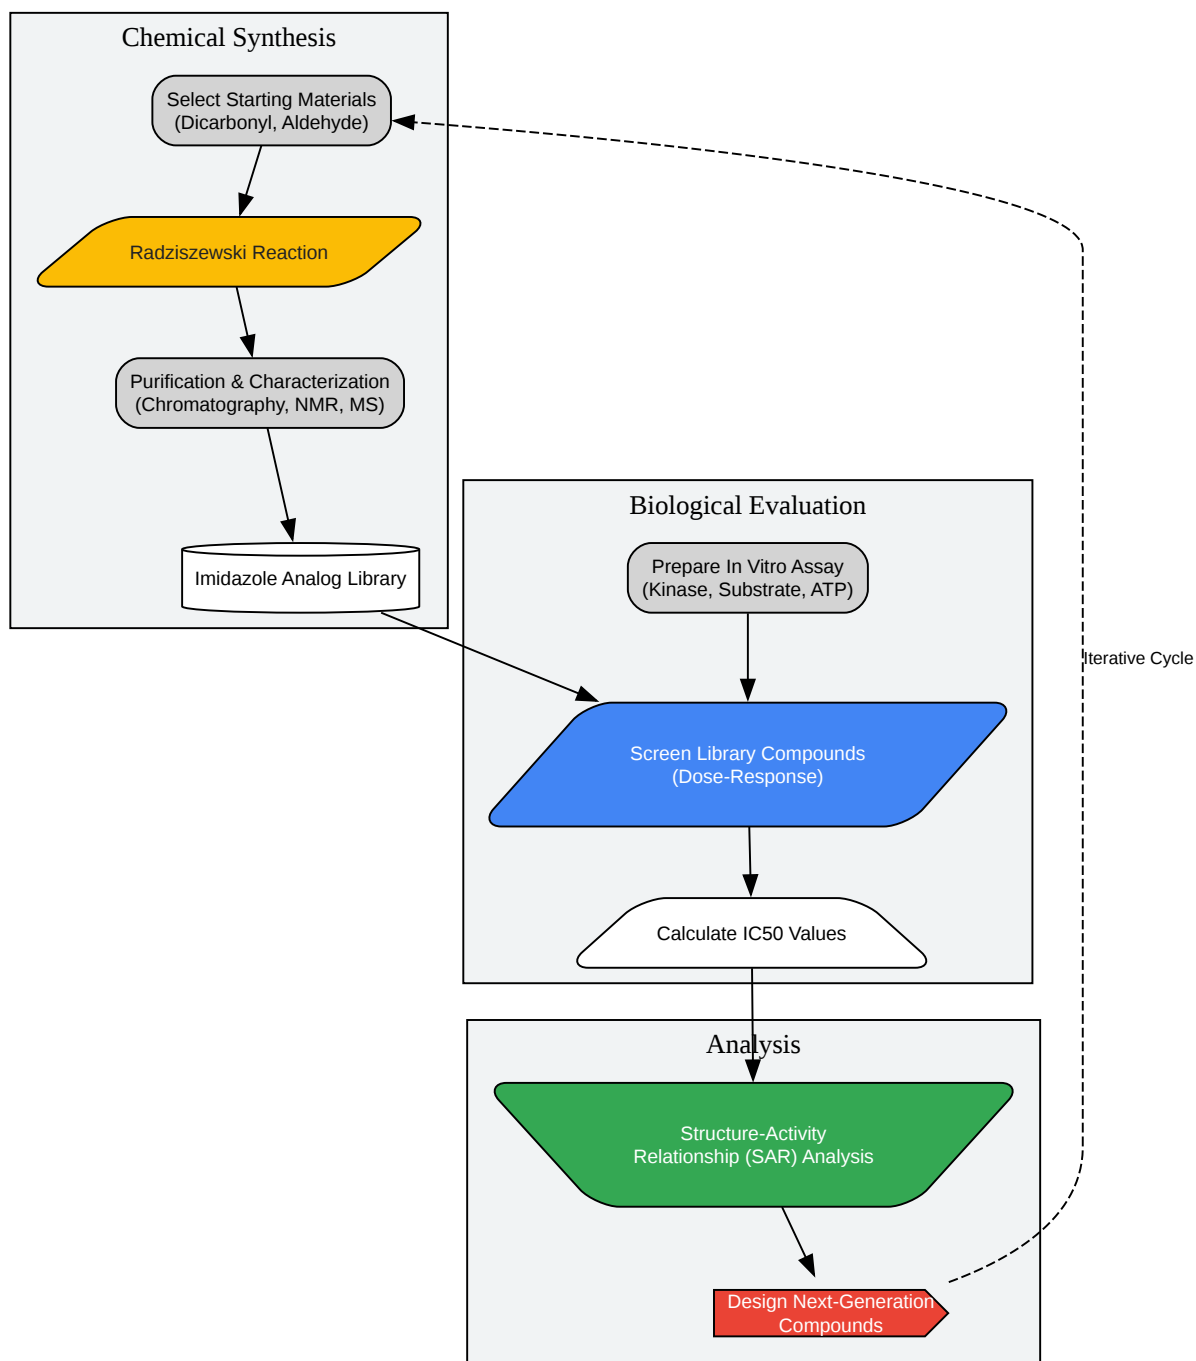 Chemical Synthesis
Select Starting Materials
(Dicarbonyl, Aldehyde)
Radziszewski Reaction
Purification & Characterization
(Chromatography, NMR, MS)
Imidazole Analog Library
Biological Evaluation
Prepare In Vitro Assay
(Kinase, Substrate, ATP)
Screen Library Compounds
(Dose-Response)
Calculate IC50 Values
Iterative Cycle
Analysis
Structure-Activity
Relationship (SAR) Analysis
Design Next-Generation
Compounds